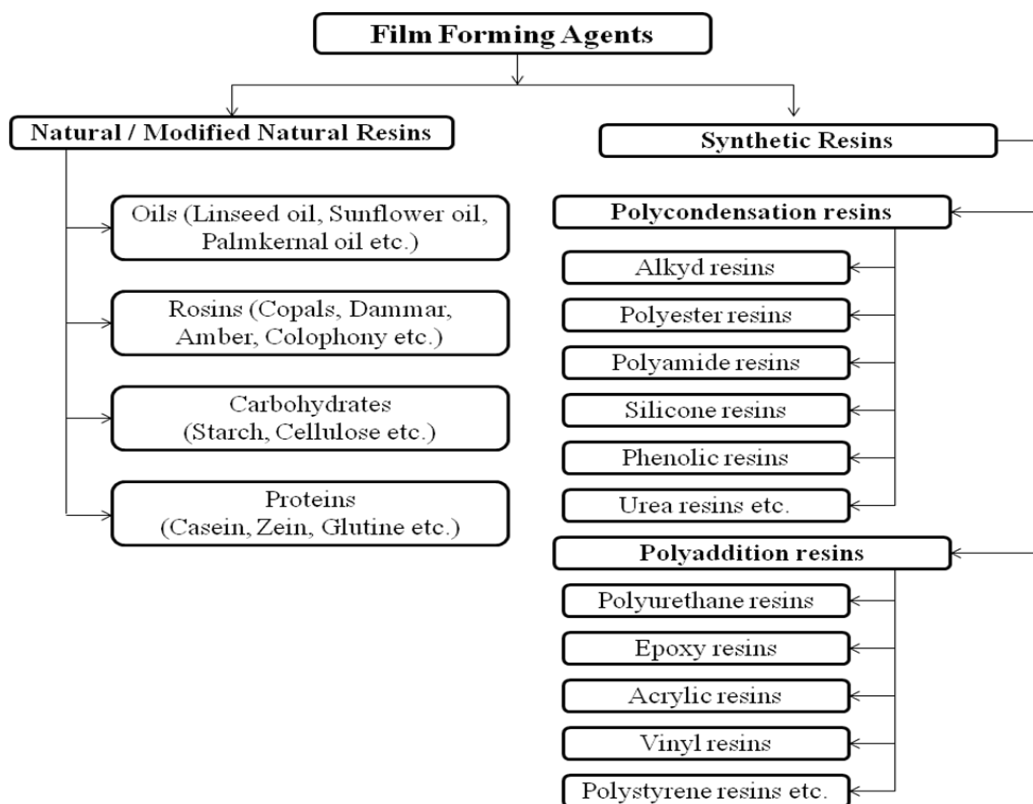 Film Forming Agents
Natural / Modified Natural Resins
Oils (Linseed oil, Sunflower oil,
Palmkernal oil etc.)
Rosins (Copals, Dammar,
Amber, Colophony etc.)
Carbohydrates
(Starch, Cellulose etc.)
Proteins
(Casein, Zein, Glutine etc.)
Synthetic Resins
Polycondensation resins
Alkyd resins
Polyester resins
Polyamide resins
Silicone resins
Phenolic resins
Urea resins etc.
Polyaddition resins
Polyurethane resins
Epoxy resins
Acrylic resins
Vinyl resins
Polystyrene resins etc.